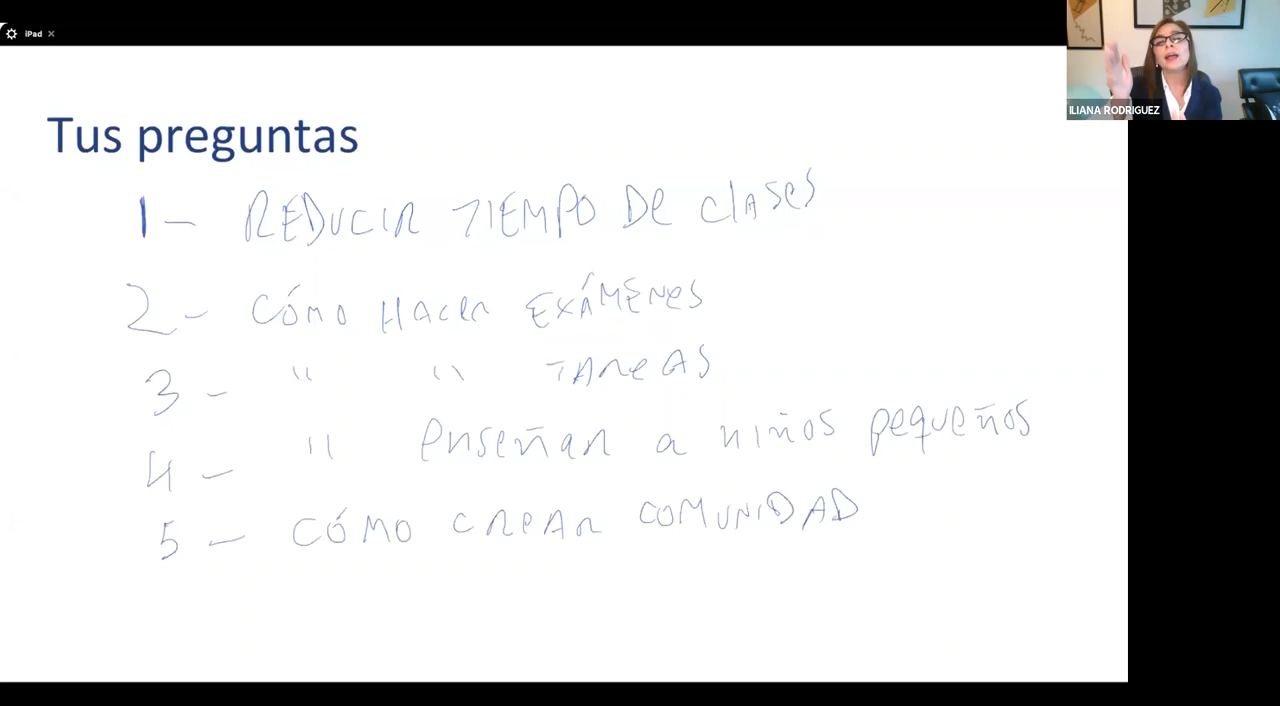 iPad ×
ILIANA RODRIGUEZ
Tus preguntas
1 - REDUCIR TIEMPO DE clASes
2 - CÓMO HACER EXÁMENES
3 - " " TAREAS
4 - " enseñar a niños pequeños
5 - CÓMO CREAR COMUNIDAD